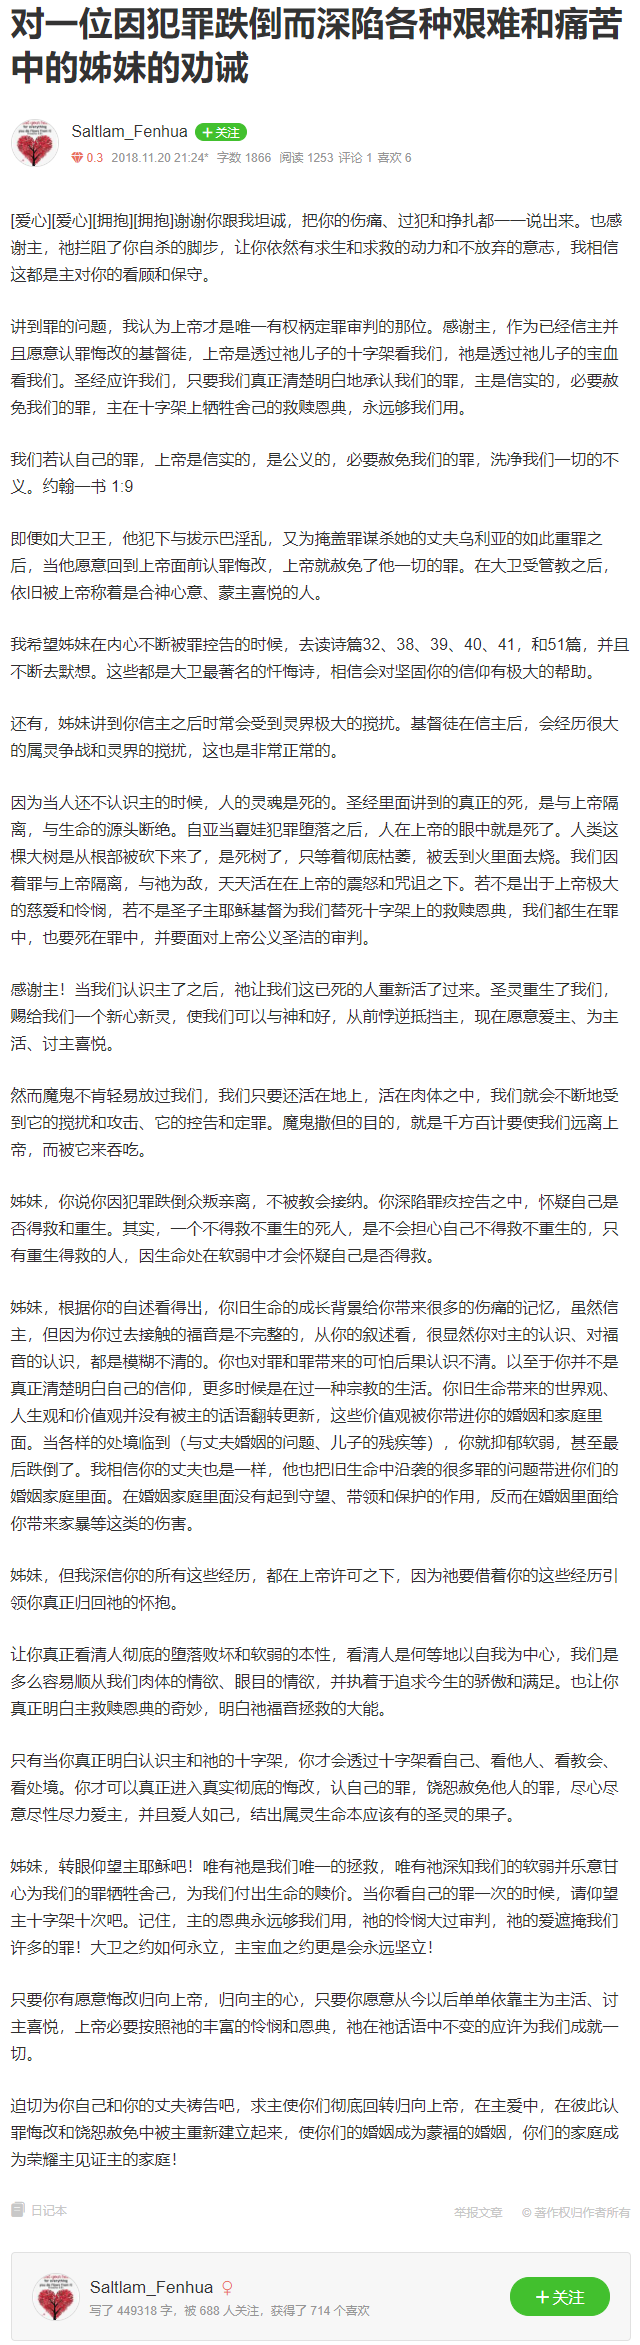 对一位因犯罪跌倒而深陷各种艰难和痛苦
中的姊妹的劝诫
Saltlam_Fenhua
+关注
0.3 2018.11.20 21:24* 字数 1866 阅读 1253 评论 1 喜欢 6
[爱心][爱心][拥抱][拥抱]谢谢你跟我坦诚，把你的伤痛、过犯和挣扎都一一说出来。也感
谢主，祂拦阻了你自杀的脚步，让你依然有求生和求救的动力和不放弃的意志，我相信
这都是主对你的看顾和保守。
讲到罪的问题，我认为上帝才是唯一有权柄定罪审判的那位。感谢主，作为已经信主并
且愿意认罪悔改的基督徒，上帝是透过祂儿子的十字架看我们，祂是透过祂儿子的宝血
看我们。圣经应许我们，只要我们真正清楚明白地承认我们的罪，主是信实的，必要赦
免我们的罪，主在十字架上牺牲舍己的救赎恩典，永远够我们用。
我们若认自己的罪，上帝是信实的，是公义的，必要赦免我们的罪，洗净我们一切的不
义。约翰一书 1:9
即便如大卫王，他犯下与拔示巴淫乱，又为掩盖罪谋杀她的丈夫乌利亚的如此重罪之
后，当他愿意回到上帝面前认罪悔改，上帝就赦免了他一切的罪。在大卫受管教之后，
依旧被上帝称着是合神心意、蒙主喜悦的人。
我希望姊妹在内心不断被罪控告的时候，去读诗篇32、38、39、40、41，和51篇，并且
不断去默想。这些都是大卫最著名的忏悔诗，相信会对坚固你的信仰有极大的帮助。
还有，姊妹讲到你信主之后时常会受到灵界极大的搅扰。基督徒在信主后，会经历很大
的属灵争战和灵界的搅扰，这也是非常正常的。
因为当人还不认识主的时候，人的灵魂是死的。圣经里面讲到的真正的死，是与上帝隔
离，与生命的源头断绝。自亚当夏娃犯罪堕落之后，人在上帝的眼中就是死了。人类这
棵大树是从根部被砍下来了，是死树了，只等着彻底枯萎，被丢到火里面去烧。我们因
着罪与上帝隔离，与祂为敌，天天活在在上帝的震怒和咒诅之下。若不是出于上帝极大
的慈爱和怜悯，若不是圣子主耶稣基督为我们替死十字架上的救赎恩典，我们都生在罪
中，也要死在罪中，并要面对上帝公义圣洁的审判。
感谢主！当我们认识主了之后，祂让我们这已死的人重新活了过来。圣灵重生了我们，
赐给我们一个新心新灵，使我们可以与神和好，从前悖逆抵挡主，现在愿意爱主、为主
活、讨主喜悦。
然而魔鬼不肯轻易放过我们，我们只要还活在地上，活在肉体之中，我们就会不断地受
到它的搅扰和攻击、它的控告和定罪。魔鬼撒但的目的，就是千方百计要使我们远离上
帝，而被它来吞吃。
姊妹，你说你因犯罪跌倒众叛亲离，不被教会接纳。你深陷罪疚控告之中，怀疑自己是
否得救和重生。其实，一个不得救不重生的死人，是不会担心自己不得救不重生的，只
有重生得救的人，因生命处在软弱中才会怀疑自己是否得救。
姊妹，根据你的自述看得出，你旧生命的成长背景给你带来很多的伤痛的记忆，虽然信
主，但因为你过去接触的福音是不完整的，从你的叙述看，很显然你对主的认识、对福
音的认识，都是模糊不清的。你也对罪和罪带来的可怕后果认识不清。以至于你并不是
真正清楚明白自己的信仰，更多时候是在过一种宗教的生活。你旧生命带来的世界观、
人生观和价值观并没有被主的话语翻转更新，这些价值观被你带进你的婚姻和家庭里
面。当各样的处境临到（与丈夫婚姻的问题、儿子的残疾等），你就抑郁软弱，甚至最
后跌倒了。我相信你的丈夫也是一样，他也把旧生命中沿袭的很多罪的问题带进你们的
婚姻家庭里面。在婚姻家庭里面没有起到守望、带领和保护的作用，反而在婚姻里面给
你带来家暴等这类的伤害。
姊妹，但我深信你的所有这些经历，都在上帝许可之下，因为祂要借着你的这些经历引
领你真正归回祂的怀抱。
让你真正看清人彻底的堕落败坏和软弱的本性，看清人是何等地以自我为中心，我们是
多么容易顺从我们肉体的情欲、眼目的情欲，并执着于追求今生的骄傲和满足。也让你
真正明白主救赎恩典的奇妙，明白祂福音拯救的大能。
只有当你真正明白认识主和祂的十字架，你才会透过十字架看自己、看他人、看教会、
看处境。你才可以真正进入真实彻底的悔改，认自己的罪，饶恕赦免他人的罪，尽心尽
意尽性尽力爱主，并且爱人如己，结出属灵生命本应该有的圣灵的果子。
姊妹，转眼仰望主耶稣吧！唯有祂是我们唯一的拯救，唯有祂深知我们的软弱并乐意甘
心为我们的罪牺牲舍己，为我们付出生命的赎价。当你看自己的罪一次的时候，请仰望
主十字架十次吧。记住，主的恩典永远够我们用，祂的怜悯大过审判，祂的爱遮掩我们
许多的罪！大卫之约如何永立，主宝血之约更是会永远坚立！
只要你有愿意悔改归向上帝，归向主的心，只要你愿意从今以后单单依靠主为主活、讨
主喜悦，上帝必要按照祂的丰富的怜悯和恩典，祂在祂话语中不变的应许为我们成就一
切。
迫切为你自己和你的丈夫祷告吧，求主使你们彻底回转归向上帝，在主爱中，在彼此认
罪悔改和饶恕赦免中被主重新建立起来，使你们的婚姻成为蒙福的婚姻，你们的家庭成
为荣耀主见证主的家庭！
日记本
举报文章 © 著作权归作者所有
Saltlam_Fenhua ♀
写了 449318 字，被 688 人关注，获得了 714 个喜欢
+关注